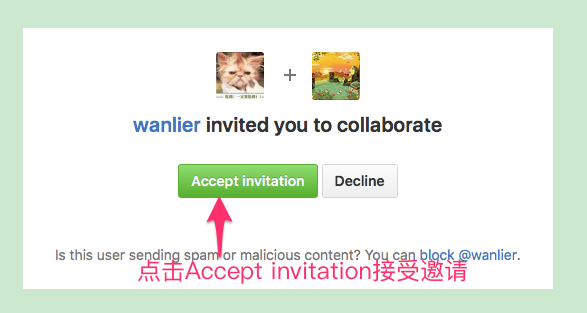 +
wanlier invited you to collaborate
Accept invitation Decline
Is this user sending spam or malicious content? You can block @wanlier.
点击Accept invitation接受邀请